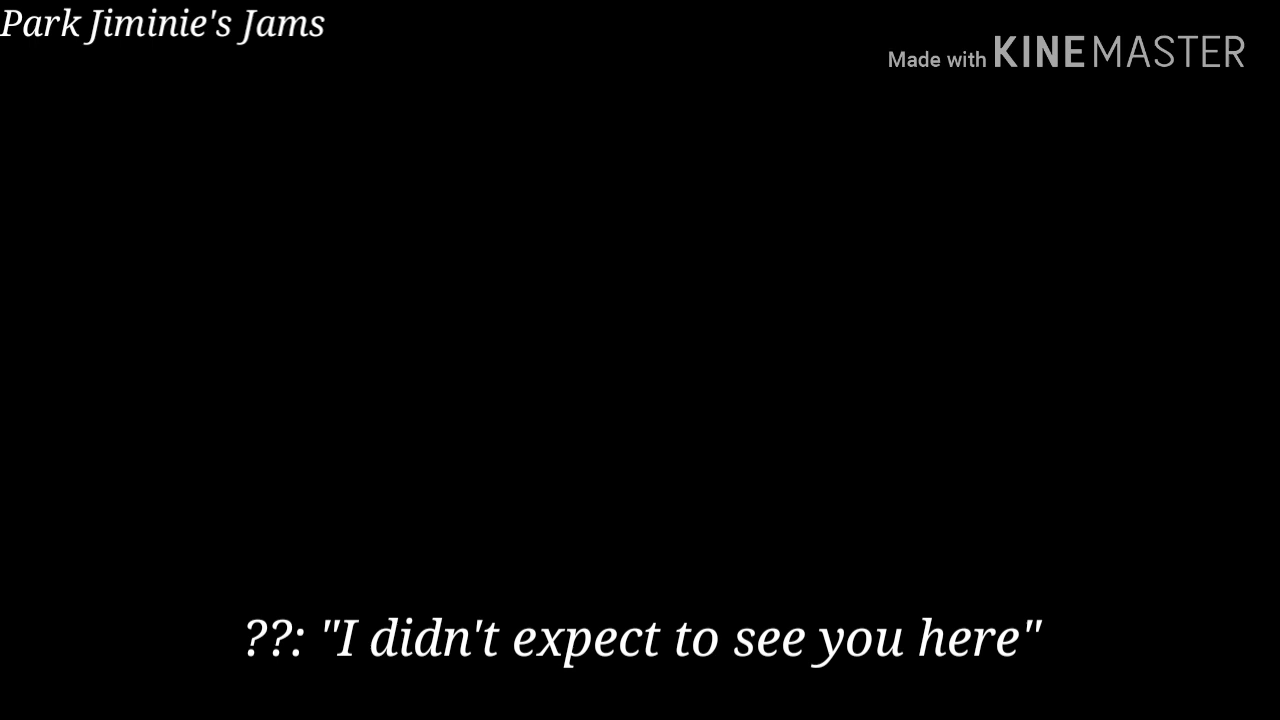 Park Jiminie's Jams
Made with KINEMASTER
??: "I didn't expect to see you here"